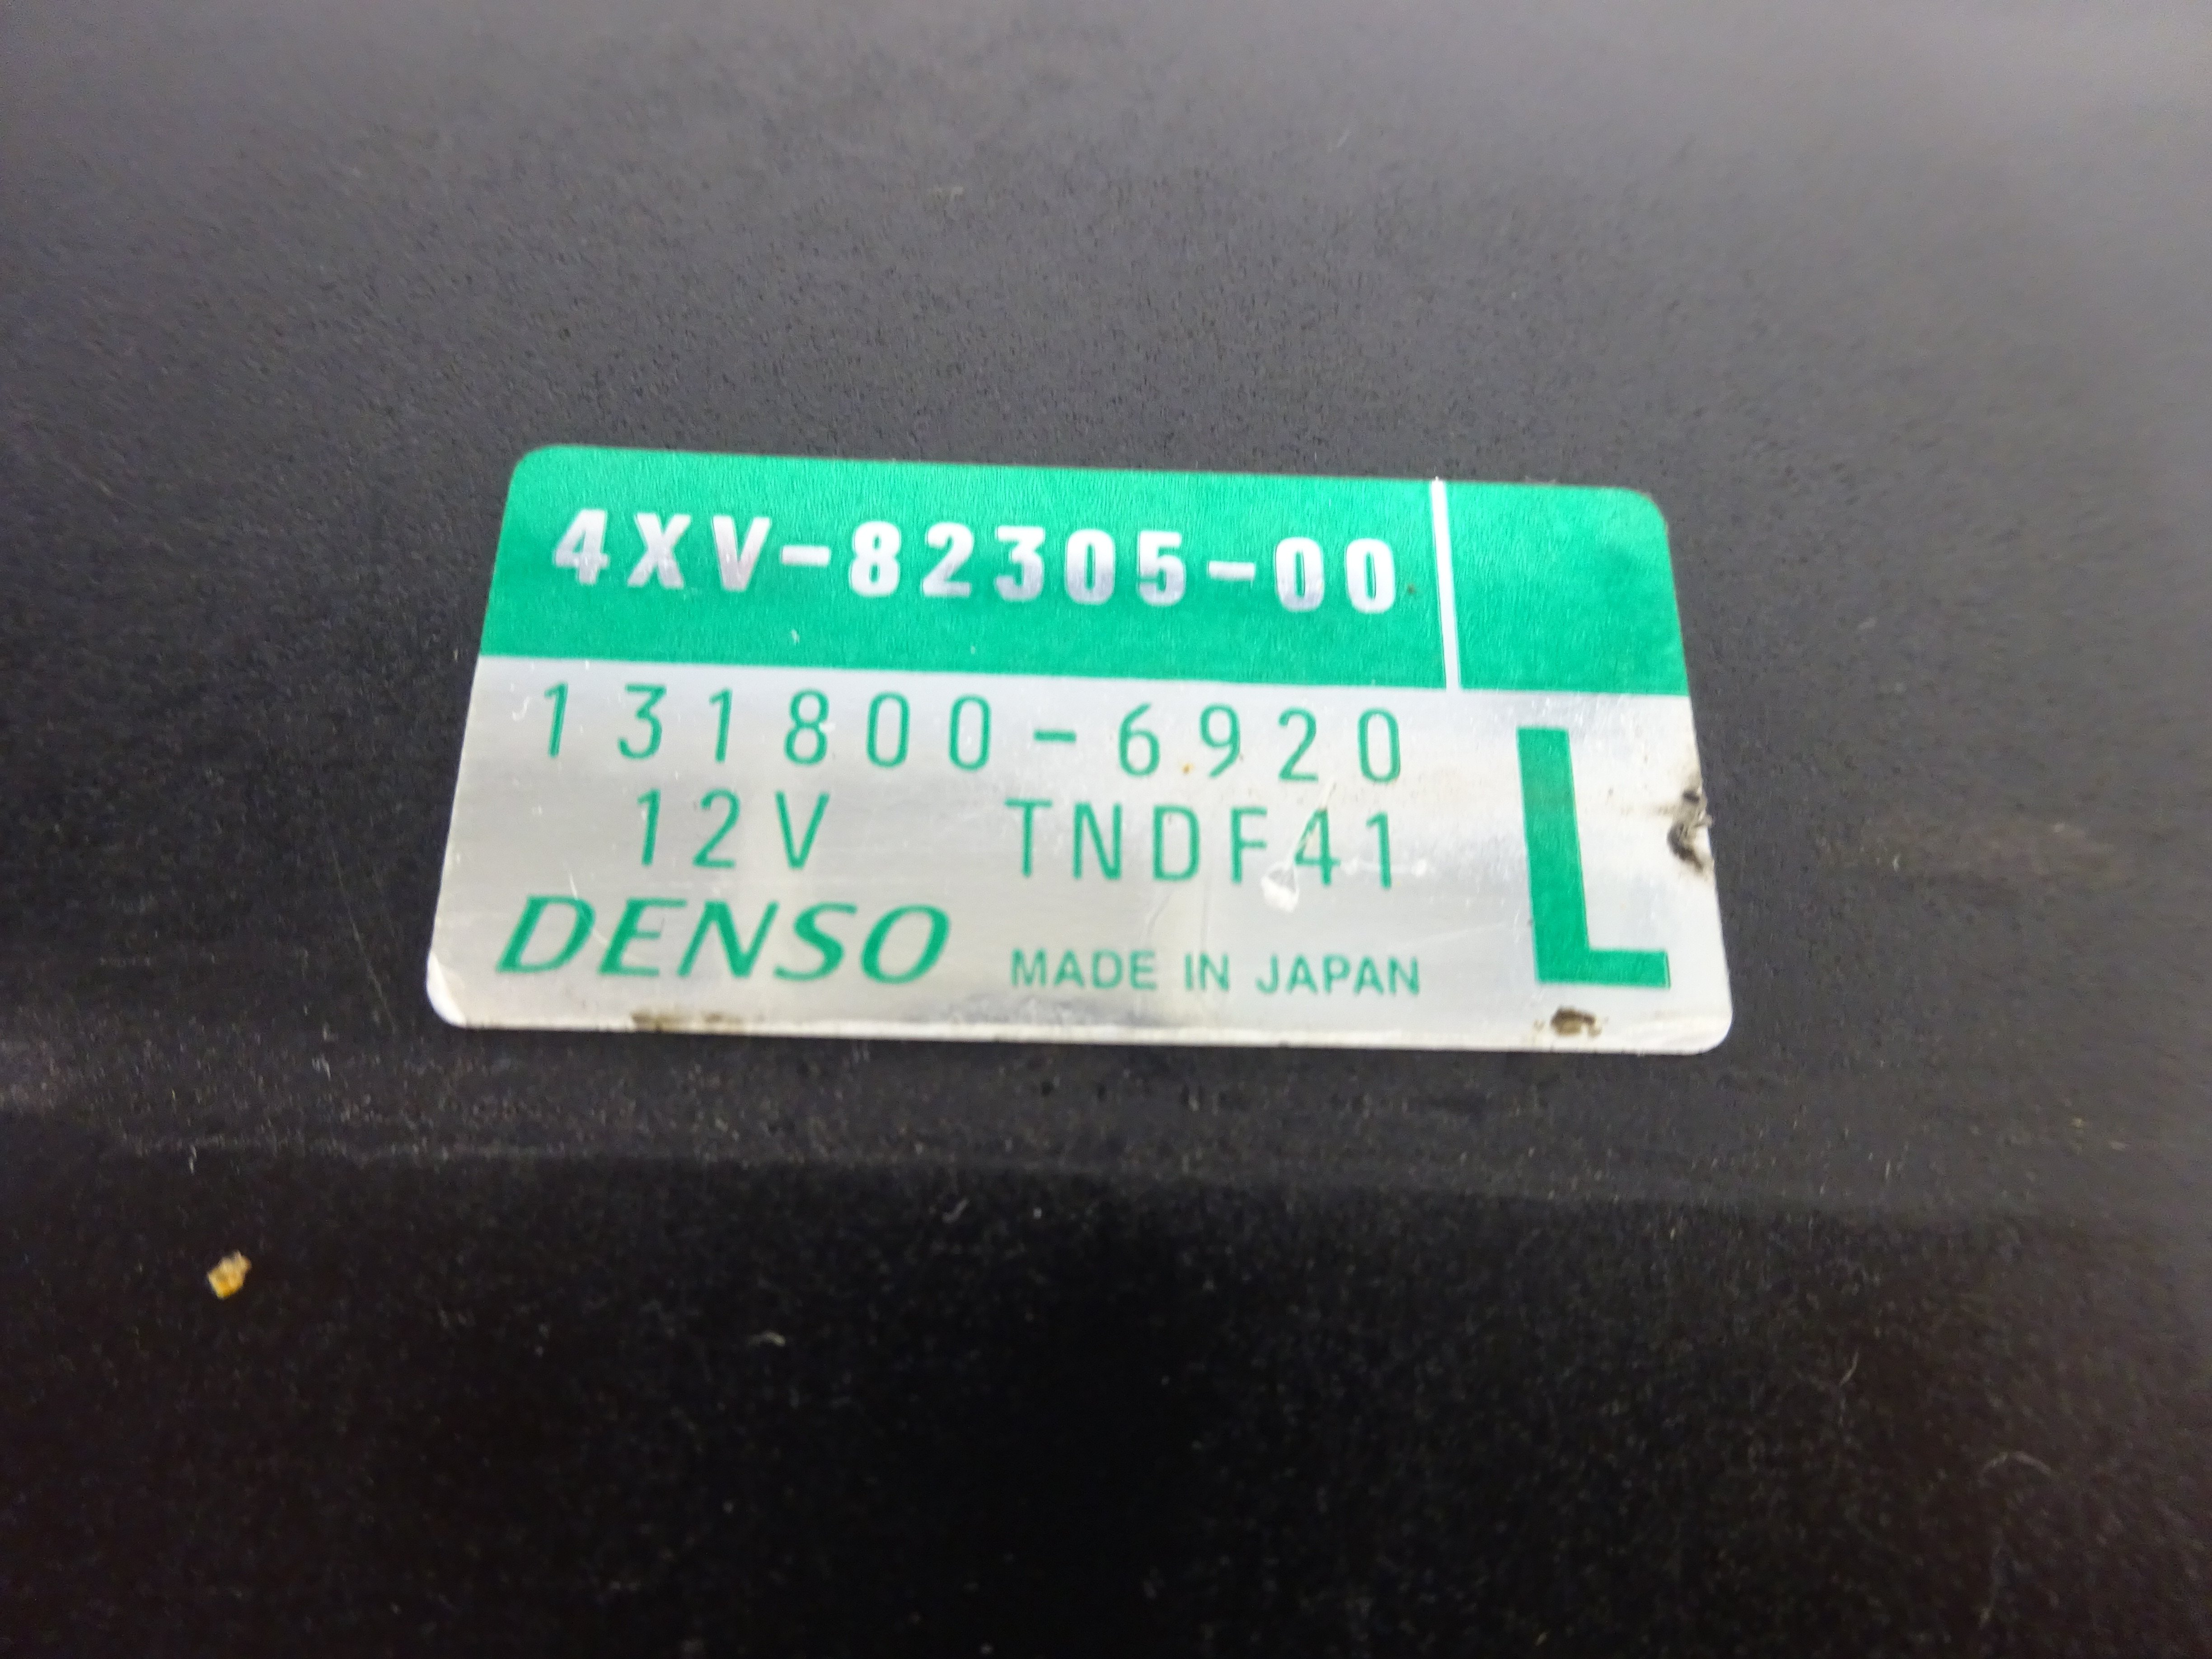 4XV-82305-00
131800-6920
12V TNDF41
L
DENSO MADE IN JAPAN